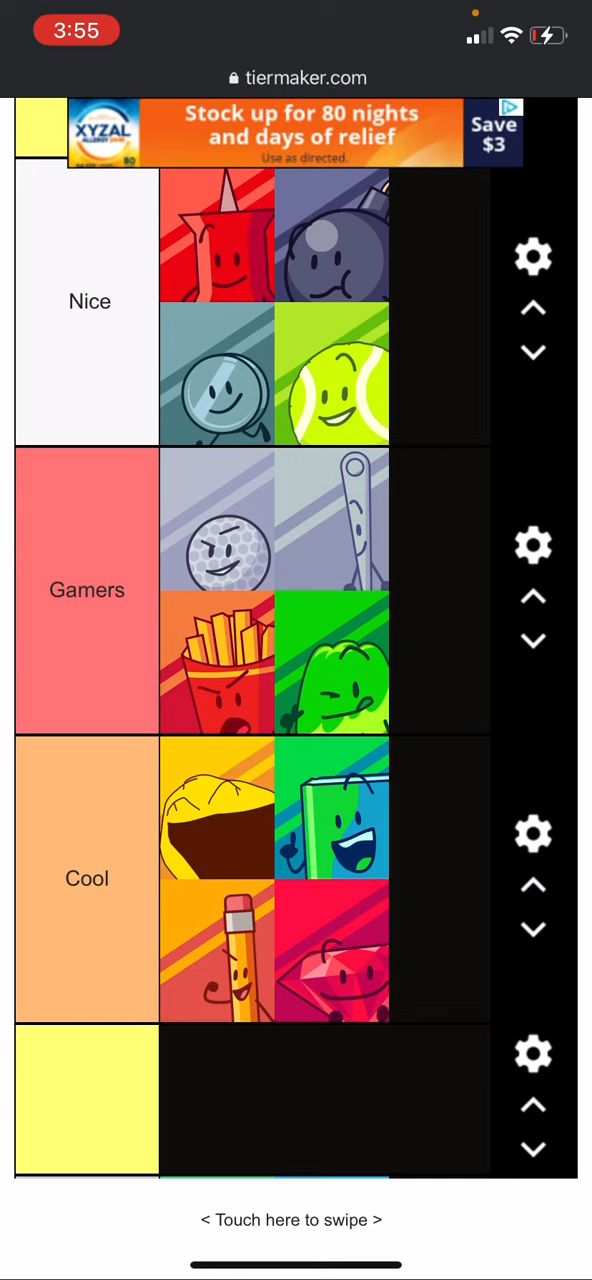 3:55
tiermaker.com
XYZAL
80
Stock up for 80 nights
and days of relief
Use as directed.
Save
$3
Nice
Gamers
Cool
< Touch here to swipe >